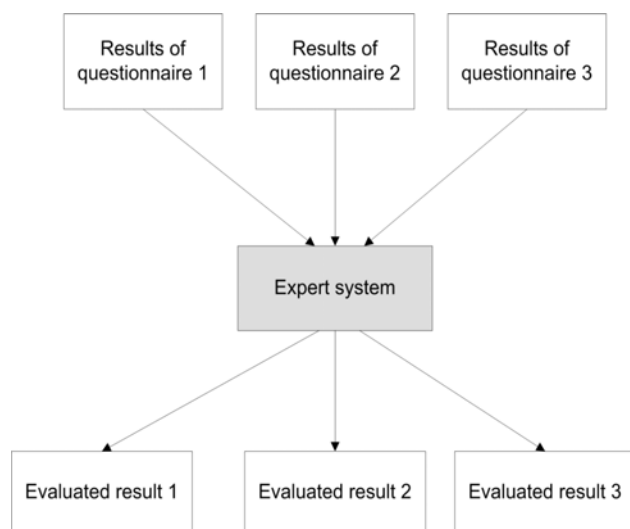 Results of
questionnaire 1
Results of
questionnaire 2
Results of
questionnaire 3
Expert system
Evaluated result 1
Evaluated result 2
Evaluated result 3